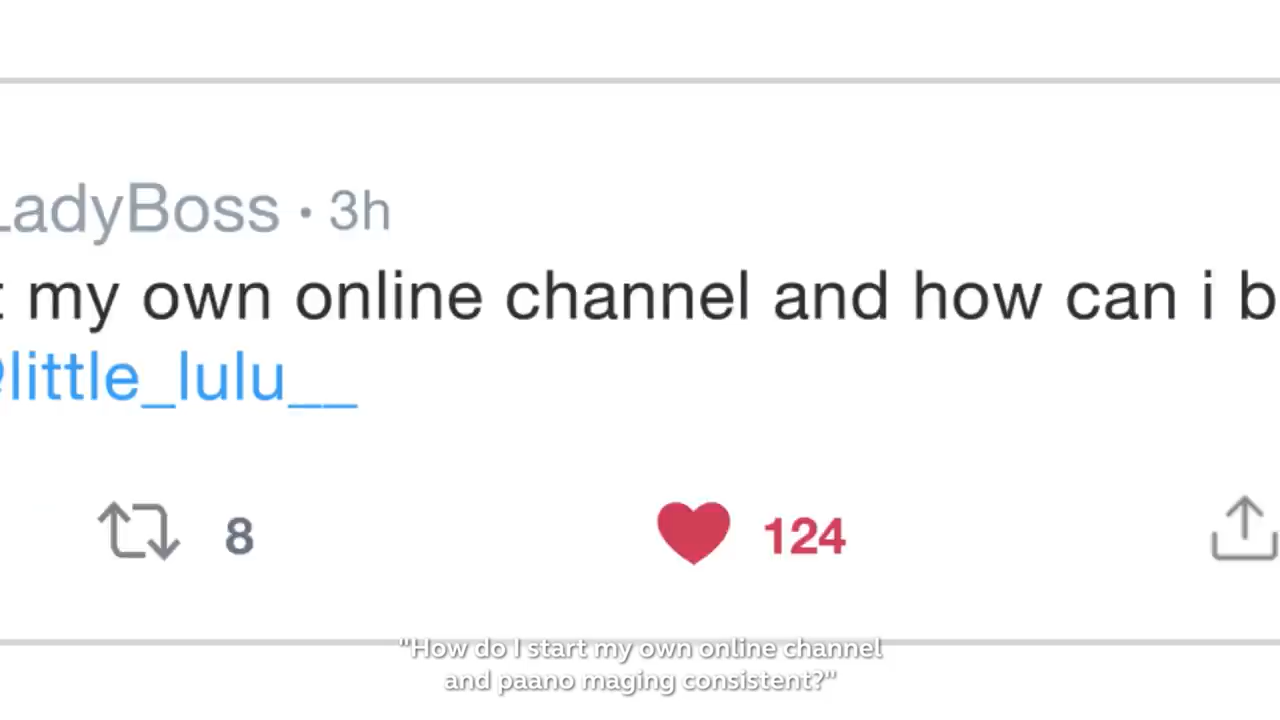 LadyBoss · 3h
my own online channel and how can i b
@little_lulu__
8
124
"How do I start my own online channel
and paano maging consistent?"